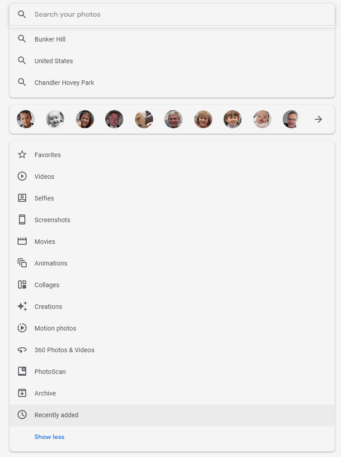 Search your photos
Bunker Hill
United States
Chandler Hovey Park
Favorites
Videos
Selfies
Screenshots
Movies
Animations
Collages
Creations
Motion photos
360 Photos & Videos
PhotoScan
Archive
Recently added
Show less